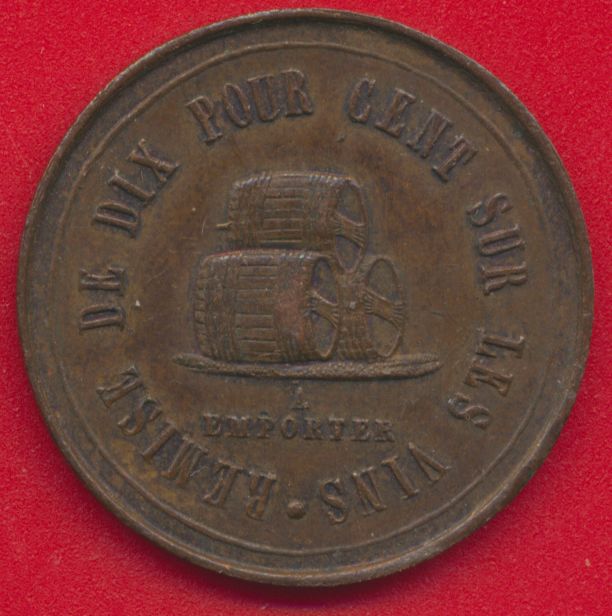 REMISE DE DIX POUR CENT SUR LES VINS •
A
EMPORTER